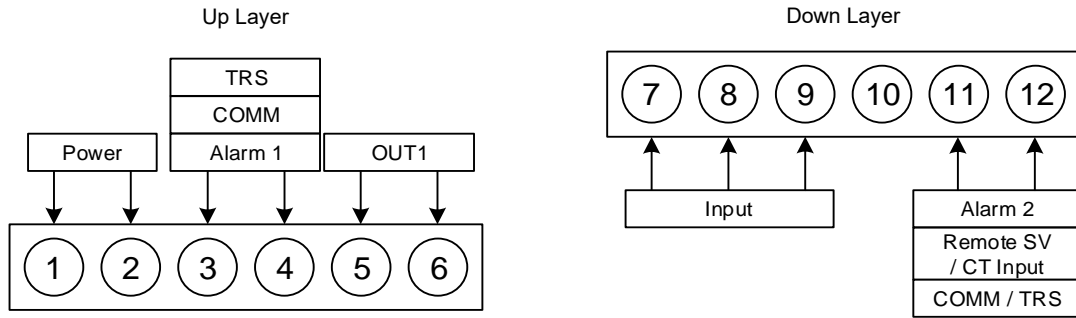 Up Layer
TRS
COMM
Power
Alarm 1
OUT1
1 2 3 4 5 6
Down Layer
7 8 9 10 11 12
Input
Alarm 2
Remote SV
/ CT Input
COMM / TRS